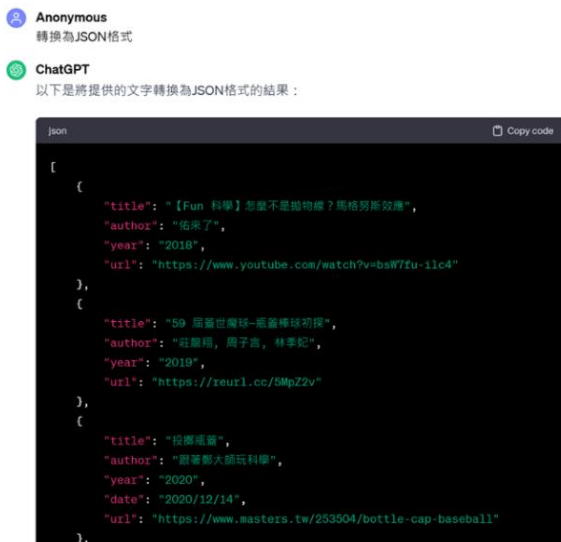 Anonymous
轉換為JSON格式
ChatGPT
以下是將提供的文字轉換為JSON格式的結果：
json
Copy code
[
{
"title": "【Fun 科學】怎麼不是拋物線？馬格努斯效應",
"author": "佑來了",
"year": "2018",
"url": "https://www.youtube.com/watch?v=bsW7fu-ilc4"
},
{
"title": "59 屆蓋世魔球—瓶蓋棒球初探",
"author": "莊龍翔, 周子言, 林季妃",
"year": "2019",
"url": "https://reurl.cc/5MpZ2v"
},
{
"title": "投擲瓶蓋",
"author": "跟著鄭大師玩科學",
"year": "2020",
"date": "2020/12/14",
"url": "https://www.masters.tw/253504/bottle-cap-baseball"
},